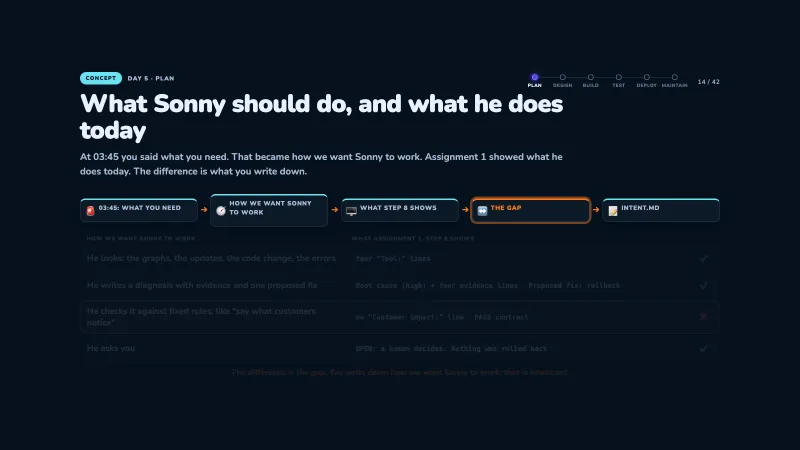 CONCEPT DAY 5 · PLAN
PLAN DESIGN BUILD TEST DEPLOY MAINTAIN
14 / 42
What Sonny should do, and what he does
today
At 03:45 you said what you need. That became how we want Sonny to work. Assignment 1 showed what he
does today. The difference is what you write down.
03:45: WHAT YOU NEED
HOW WE WANT SONNY
TO WORK
WHAT STEP 8 SHOWS
THE GAP
INTENT.MD
HOW WE WANT SONNY TO WORK
WHAT ASSIGNMENT 1, STEP 8 SHOWS
He looks: the graphs, the updates, the code change, the errors
four "Tool:" lines
He writes a diagnosis with evidence and one proposed fix
Root cause (high) + four evidence lines Proposed fix: rollback
He checks it against fixed rules, like "say what customers
notice"
no "Customer impact:" line PASS contract
He asks you
OPEN: a human decides. Nothing was rolled back
The difference is the gap. You write down how we want Sonny to work: that is